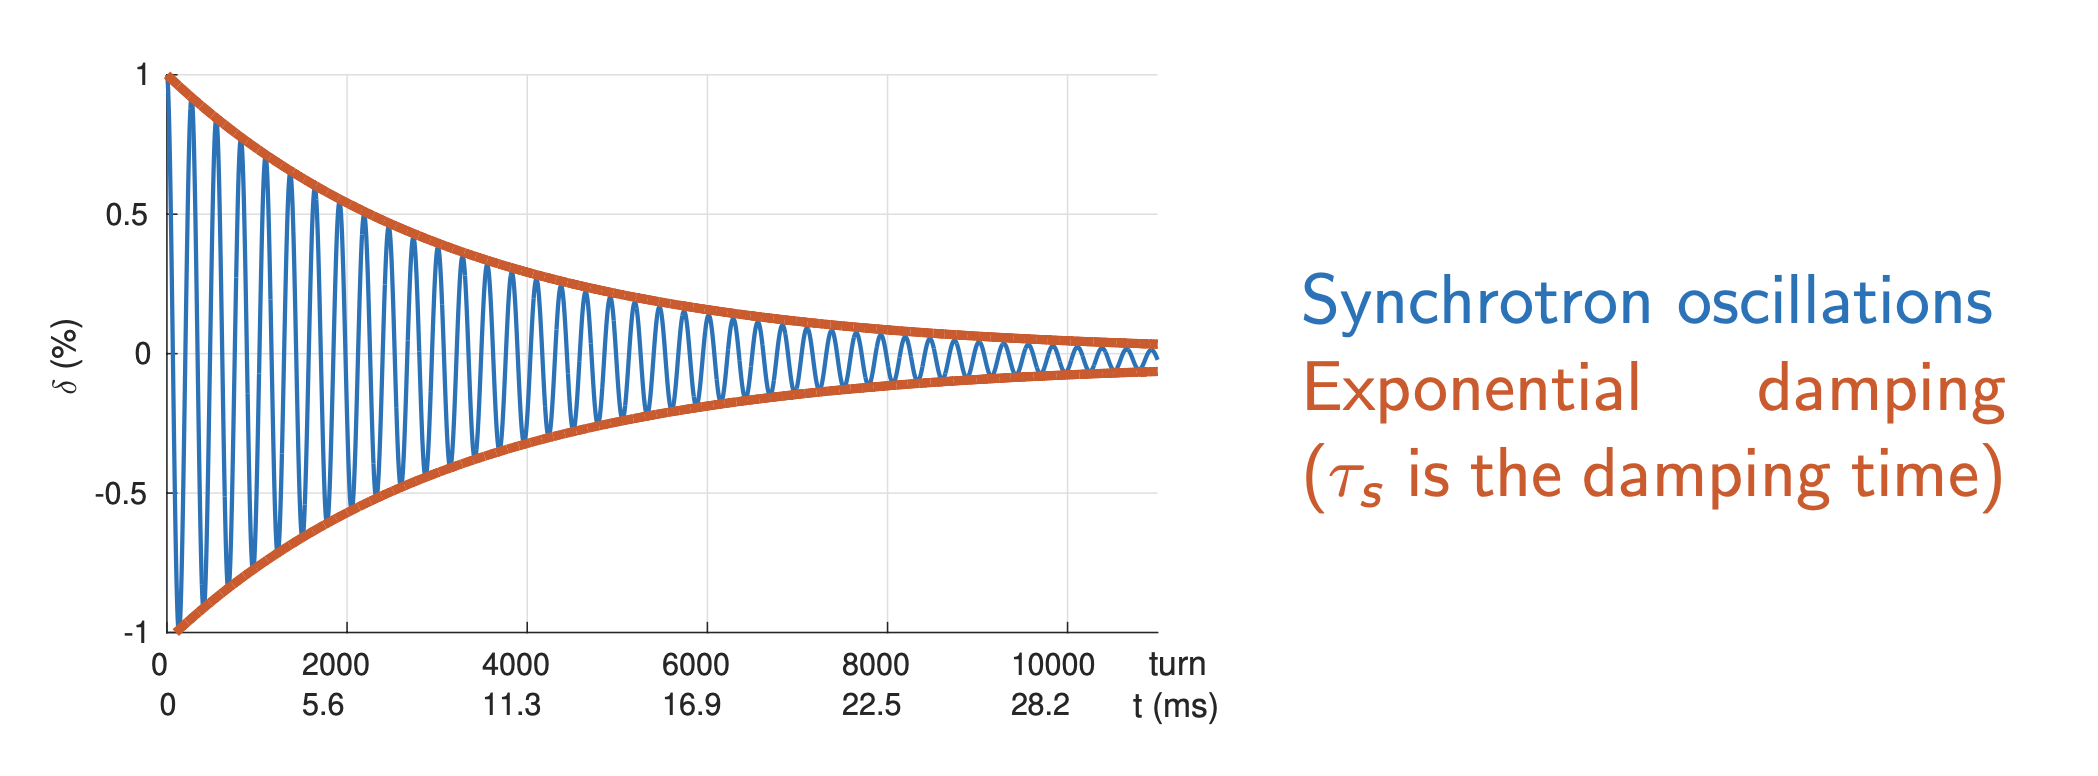 1
0.5
0
-0.5
-1
δ (%)
0 2000 4000 6000 8000 10000 turn
0 5.6 11.3 16.9 22.5 28.2 t (ms)
Synchrotron oscillations
Exponential damping
(τs is the damping time)